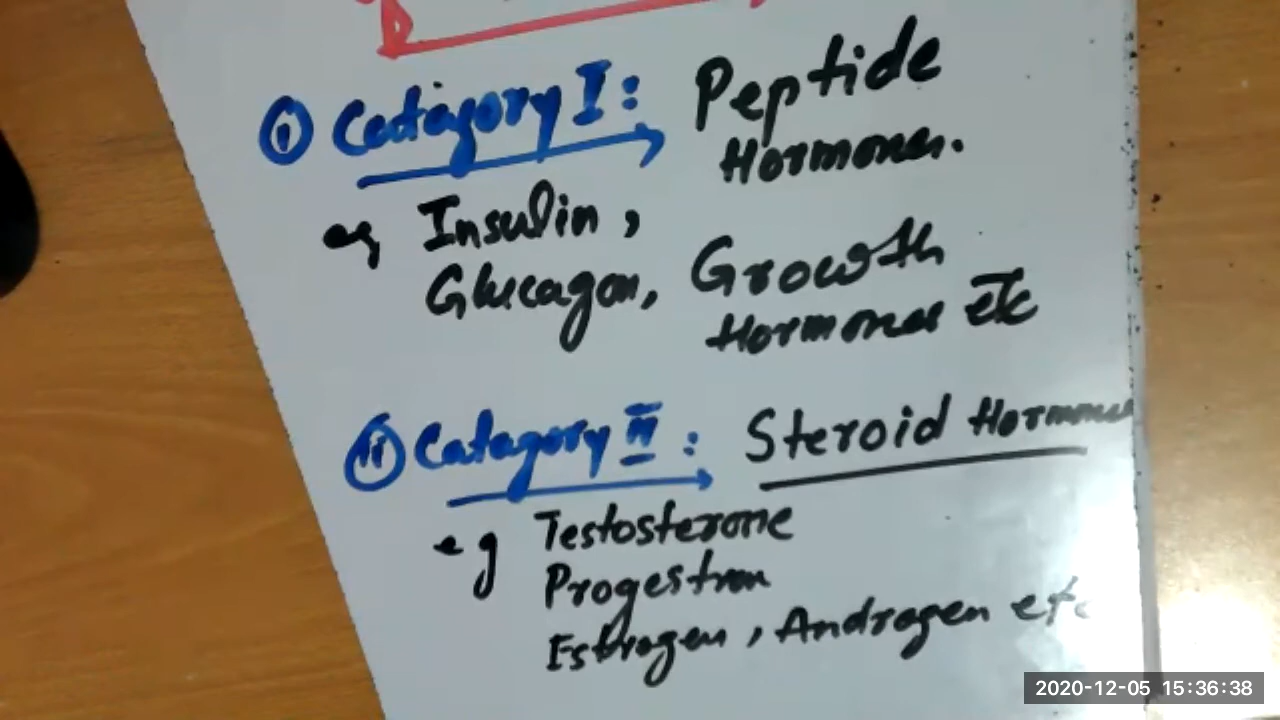 (i) Category I : Peptide
Hormones.
eg Insulin ,
Glucagon, Growth
Hormones etc
(ii) Catagory II : Steroid Hormones
eg Testosterone
Progestron
Estrogen , Androgen etc
2020-12-05 15:36:38